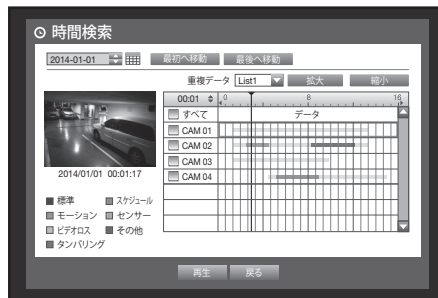 時間検索
2014-01-01 最初へ移動 最後へ移動
重複データ List1 拡大 縮小
00:01 0 8 16
すべて データ
CAM 01
CAM 02
CAM 03
CAM 04
2014/01/01 00:01:17
標準 スケジュール
モーション センサー
ビデオロス その他
タンパリング
再生 戻る